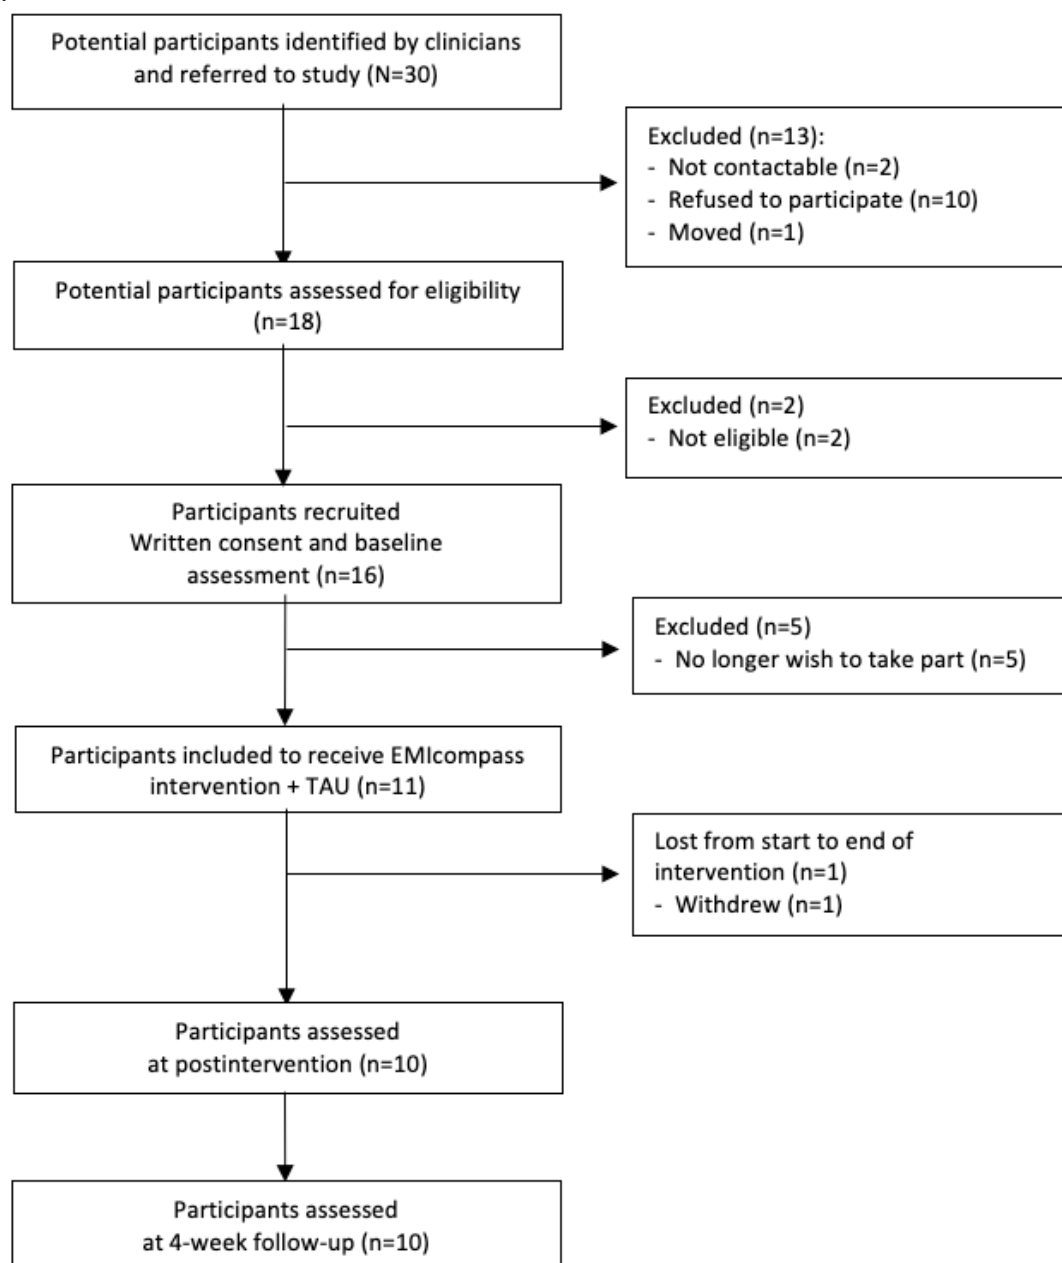 Potential participants identified by clinicians
and referred to study (N=30)
Excluded (n=13):
- Not contactable (n=2)
- Refused to participate (n=10)
- Moved (n=1)
Potential participants assessed for eligibility
(n=18)
Excluded (n=2)
- Not eligible (n=2)
Participants recruited
Written consent and baseline
assessment (n=16)
Excluded (n=5)
- No longer wish to take part (n=5)
Participants included to receive EMIcompass
intervention + TAU (n=11)
Lost from start to end of
intervention (n=1)
- Withdrew (n=1)
Participants assessed
at postintervention (n=10)
Participants assessed
at 4-week follow-up (n=10)